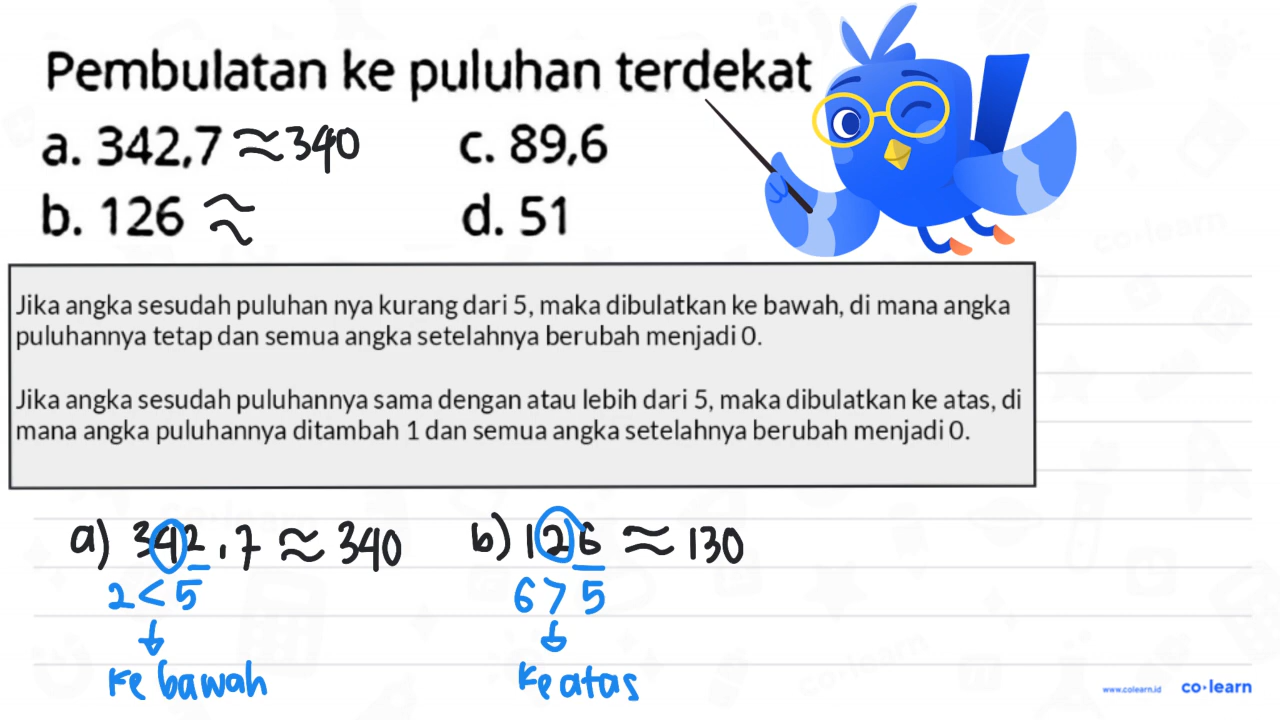 Pembulatan ke puluhan terdekat
a. 342,7 ≈ 340
c. 89,6
b. 126 ≈
d. 51
Jika angka sesudah puluhan nya kurang dari 5, maka dibulatkan ke bawah, di mana angka
puluhannya tetap dan semua angka setelahnya berubah menjadi 0.
Jika angka sesudah puluhannya sama dengan atau lebih dari 5, maka dibulatkan ke atas, di
mana angka puluhannya ditambah 1 dan semua angka setelahnya berubah menjadi 0.
a) 342,7 ≈ 340
b) 126 ≈ 130
2 < 5
6 > 5
ke bawah
ke atas
www.colearn.id co·learn
co·learn